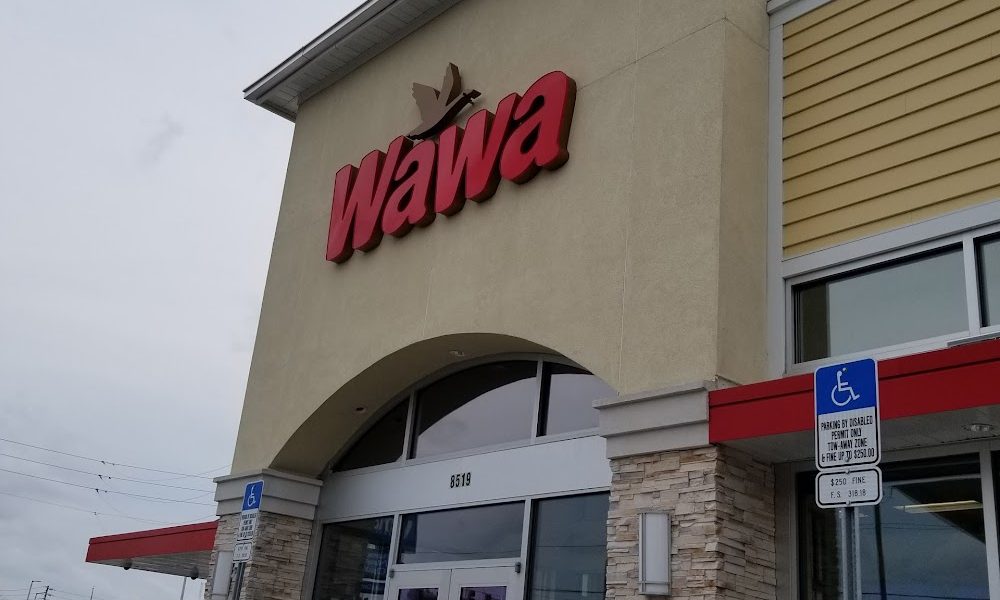 Wawa
8519
PARKING BY DISABLED
PERMIT ONLY
TOW-AWAY ZONE
& FINE UP TO $250.00
$250 FINE
F.S. 318.18